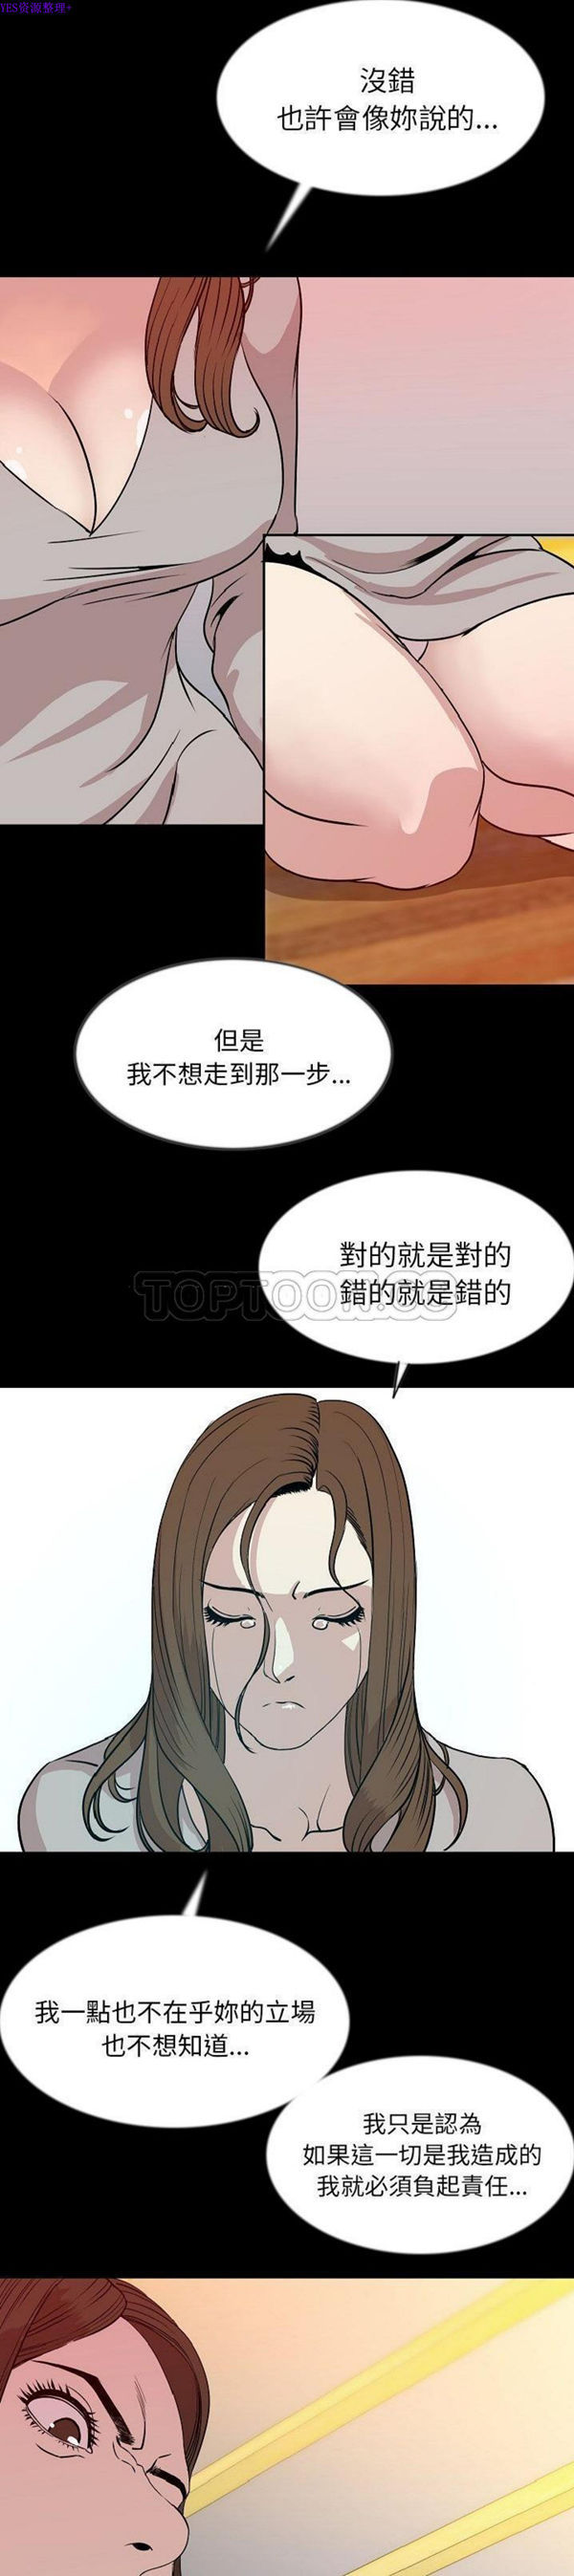 YES资源整理+
沒錯
也許會像妳說的...
但是
我不想走到那一步...
對的就是對的
錯的就是錯的
TOPTOON.CC
我一點也不在乎妳的立場
也不想知道...
我只是認為
如果這一切是我造成的
我就必須負起責任...